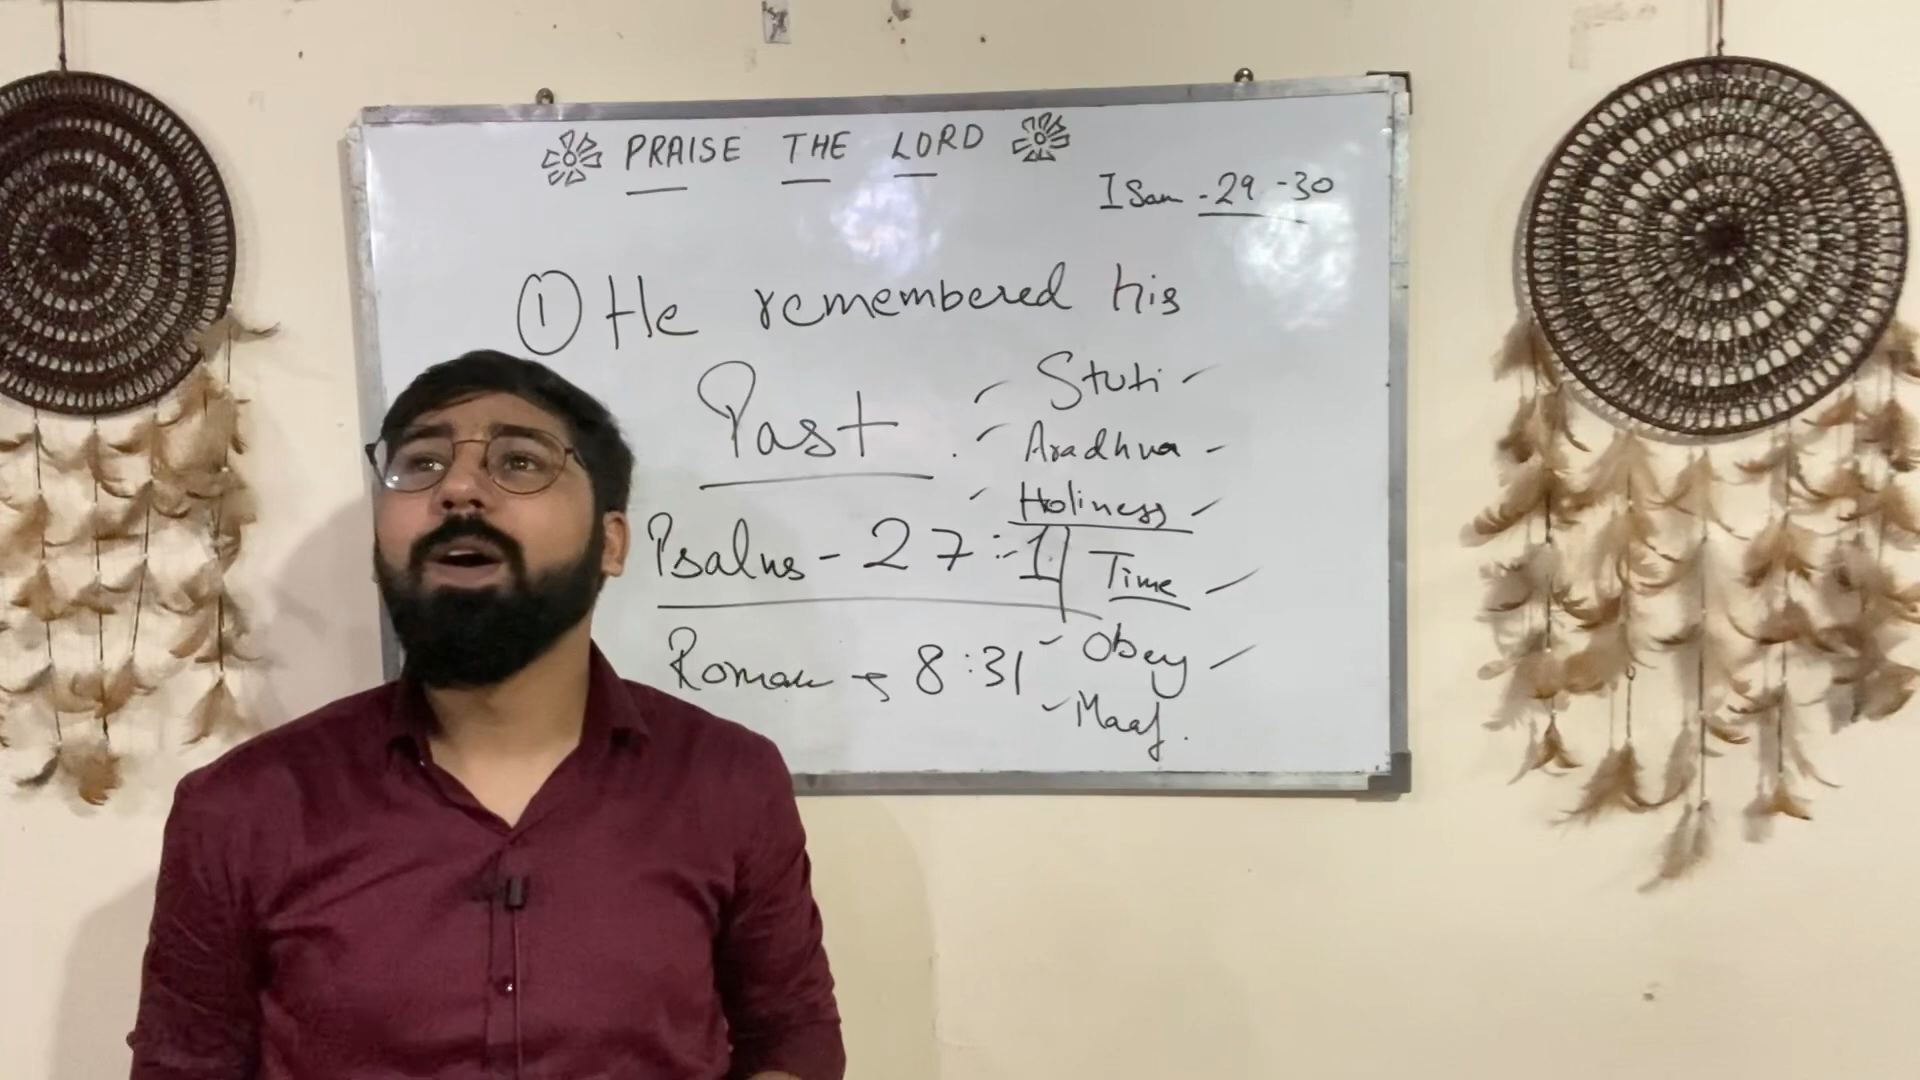 PRAISE THE LORD
I Sam - 29 - 30
① He remembered his
Past
Stuti
Aradhna
Holiness
Psalms - 27 :- 1
Time
Roman → 8:31
Obey
Maaf.